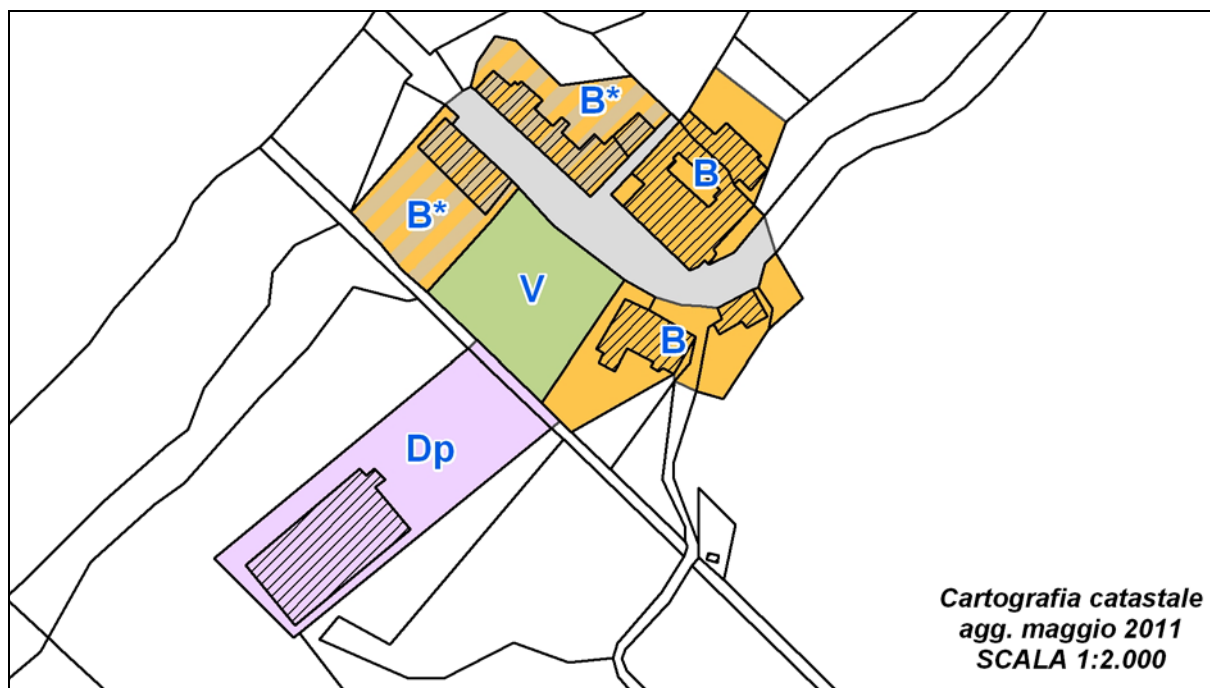 B*
B
B*
V
B
Dp
Cartografia catastale
agg. maggio 2011
SCALA 1:2.000